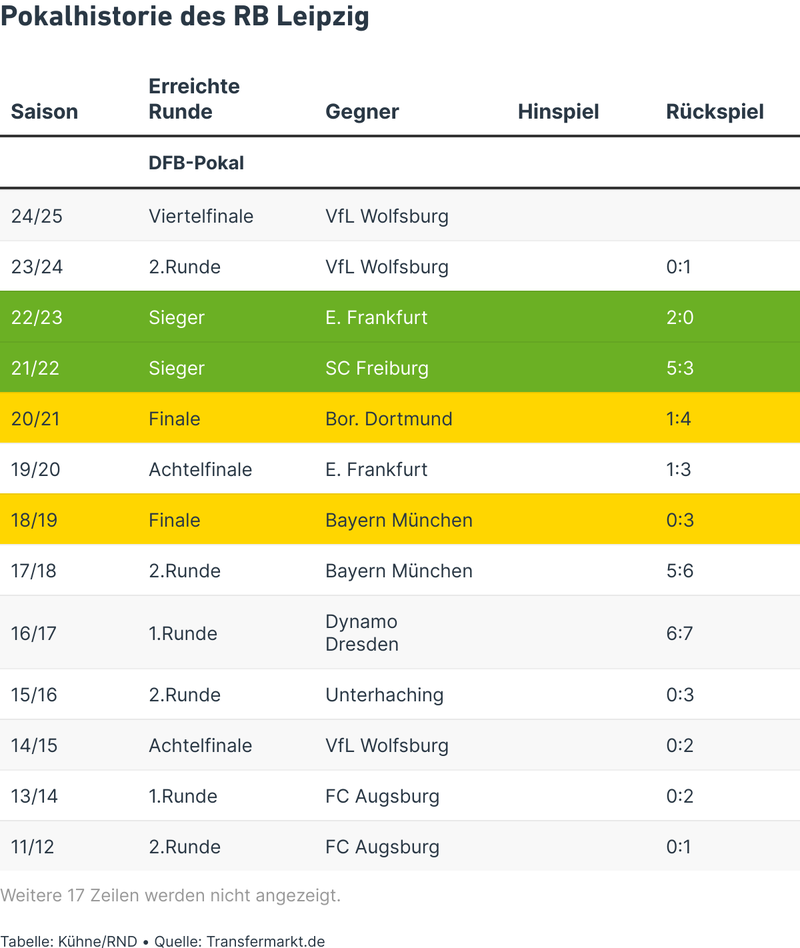 Pokalhistorie des RB Leipzig
Saison Erreichte Runde Gegner Hinspiel Rückspiel
DFB-Pokal
24/25 Viertelfinale VfL Wolfsburg
23/24 2.Runde VfL Wolfsburg 0:1
22/23 Sieger E. Frankfurt 2:0
21/22 Sieger SC Freiburg 5:3
20/21 Finale Bor. Dortmund 1:4
19/20 Achtelfinale E. Frankfurt 1:3
18/19 Finale Bayern München 0:3
17/18 2.Runde Bayern München 5:6
16/17 1.Runde Dynamo Dresden 6:7
15/16 2.Runde Unterhaching 0:3
14/15 Achtelfinale VfL Wolfsburg 0:2
13/14 1.Runde FC Augsburg 0:2
11/12 2.Runde FC Augsburg 0:1
Weitere 17 Zeilen werden nicht angezeigt.
Tabelle: Kühne/RND • Quelle: Transfermarkt.de